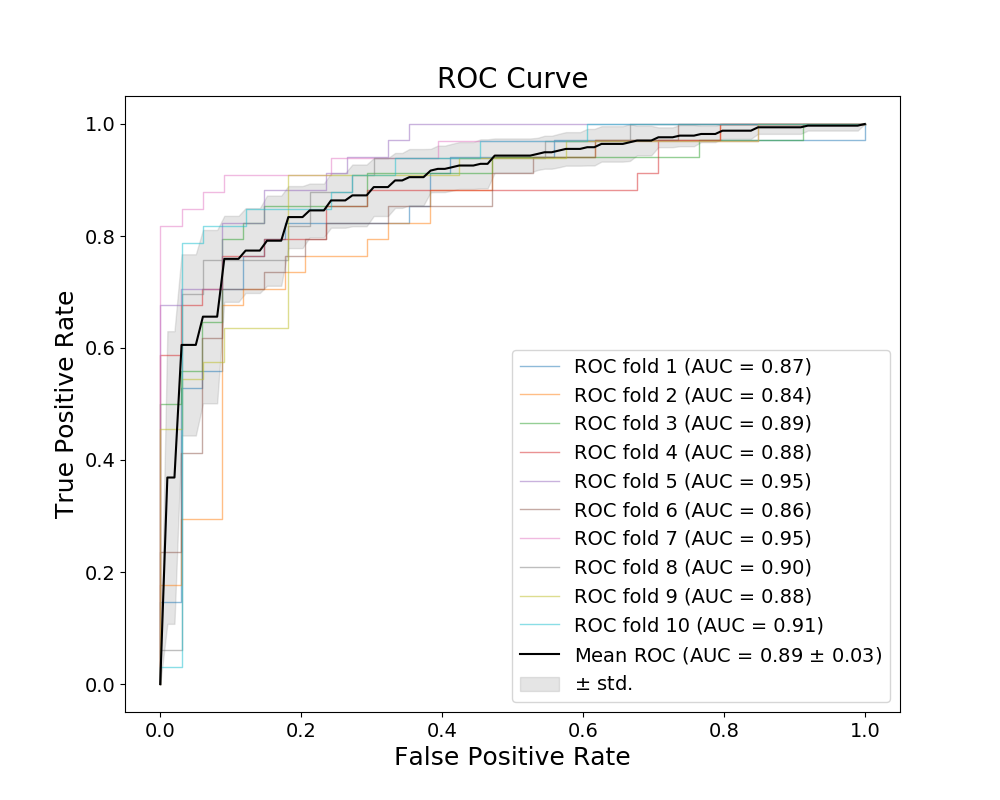 ROC Curve
1.0
0.8
0.6
0.4
0.2
0.0
True Positive Rate
ROC fold 1 (AUC = 0.87)
ROC fold 2 (AUC = 0.84)
ROC fold 3 (AUC = 0.89)
ROC fold 4 (AUC = 0.88)
ROC fold 5 (AUC = 0.95)
ROC fold 6 (AUC = 0.86)
ROC fold 7 (AUC = 0.95)
ROC fold 8 (AUC = 0.90)
ROC fold 9 (AUC = 0.88)
ROC fold 10 (AUC = 0.91)
Mean ROC (AUC = 0.89 ± 0.03)
± std.
0.0 0.2 0.4 0.6 0.8 1.0
False Positive Rate